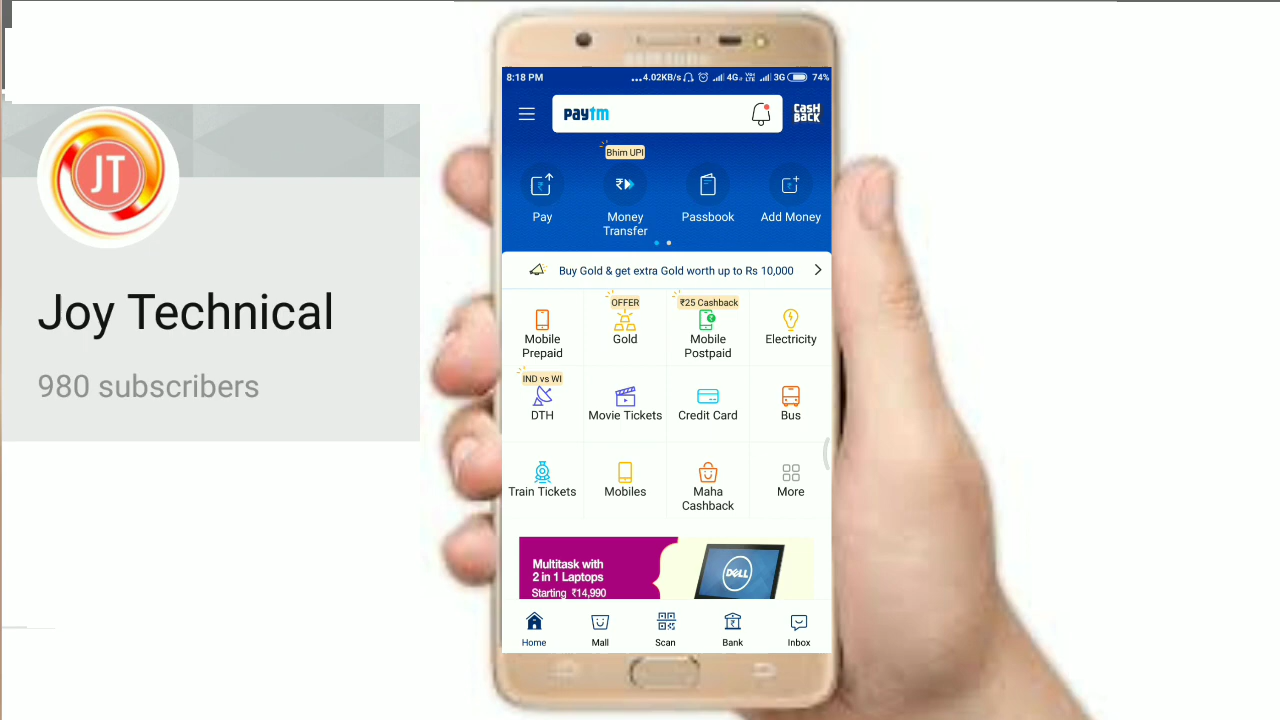 JT
Joy Technical
980 subscribers
SAMSUNG
8:18 PM
...4.02KB/s
4G
VoLTE
3G
74%
paytm
CASH
BACK
Bhim UPI
Pay
Money
Transfer
Passbook
Add Money
Buy Gold & get extra Gold worth up to Rs 10,000
OFFER
₹25 Cashback
Mobile
Prepaid
Gold
Mobile
Postpaid
Electricity
IND vs WI
DTH
Movie Tickets
Credit Card
Bus
Train Tickets
Mobiles
Maha
Cashback
More
Multitask with
2 in 1 Laptops
Starting ₹14,990
DELL
Home
Mall
Scan
Bank
Inbox